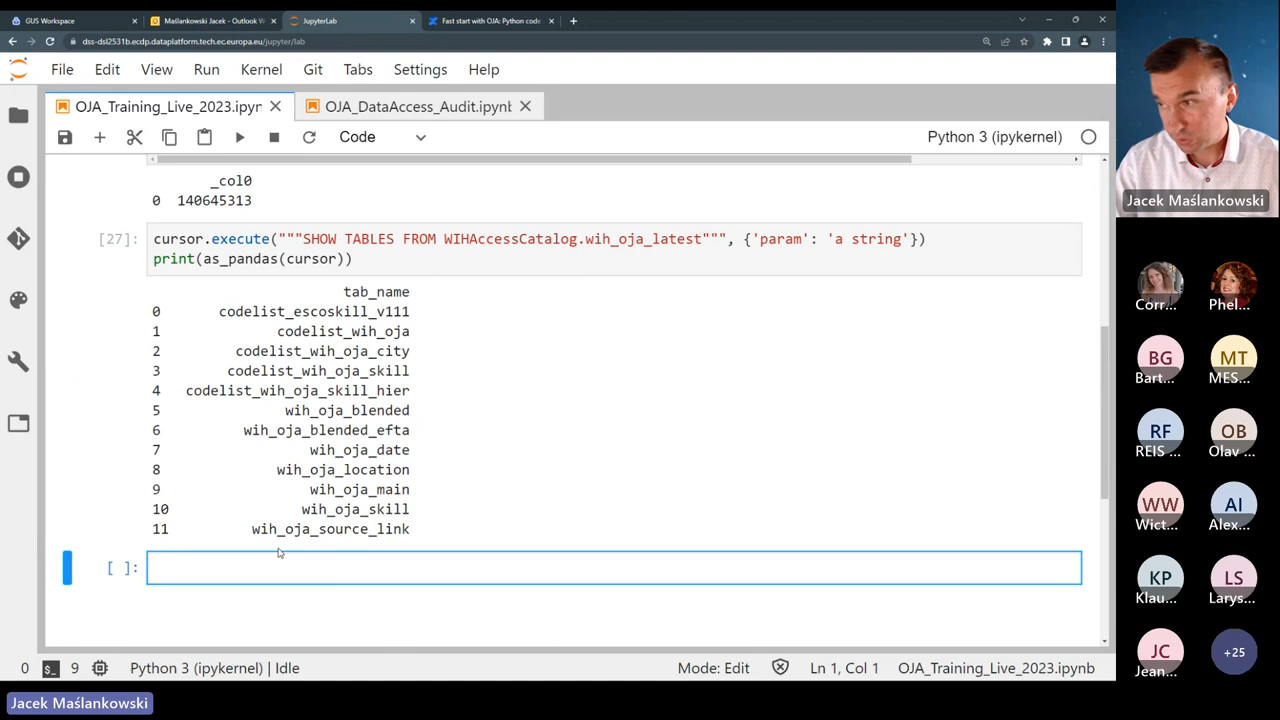 GUS Workspace
Maślankowski Jacek - Outlook W
JupyterLab
Fast start with OJA: Python code
dss-dsl2531b.ecdp.dataplatform.tech.ec.europa.eu/jupyter/lab
File Edit View Run Kernel Git Tabs Settings Help
OJA_Training_Live_2023.ipyn
OJA_DataAccess_Audit.ipynb
Code
Python 3 (ipykernel)
_col0
0 140645313
[27]: cursor.execute("""SHOW TABLES FROM WIHAccessCatalog.wih_oja_latest""", {'param': 'a string'})
print(as_pandas(cursor))
tab_name
0 codelist_escoskill_v111
1 codelist_wih_oja
2 codelist_wih_oja_city
3 codelist_wih_oja_skill
4 codelist_wih_oja_skill_hier
5 wih_oja_blended
6 wih_oja_blended_efta
7 wih_oja_date
8 wih_oja_location
9 wih_oja_main
10 wih_oja_skill
11 wih_oja_source_link
[ ]:
0 $_ 9 Python 3 (ipykernel) | Idle
Mode: Edit Ln 1, Col 1 OJA_Training_Live_2023.ipynb
Jacek Maślankowski
Jacek Maślankowski
Corr... Phel...
BG MT
Bart... MES...
RF OB
REIS ... Olav ...
WW AI
Wict... Alex...
KP LS
Klau... Larys...
JC +25
Jean...